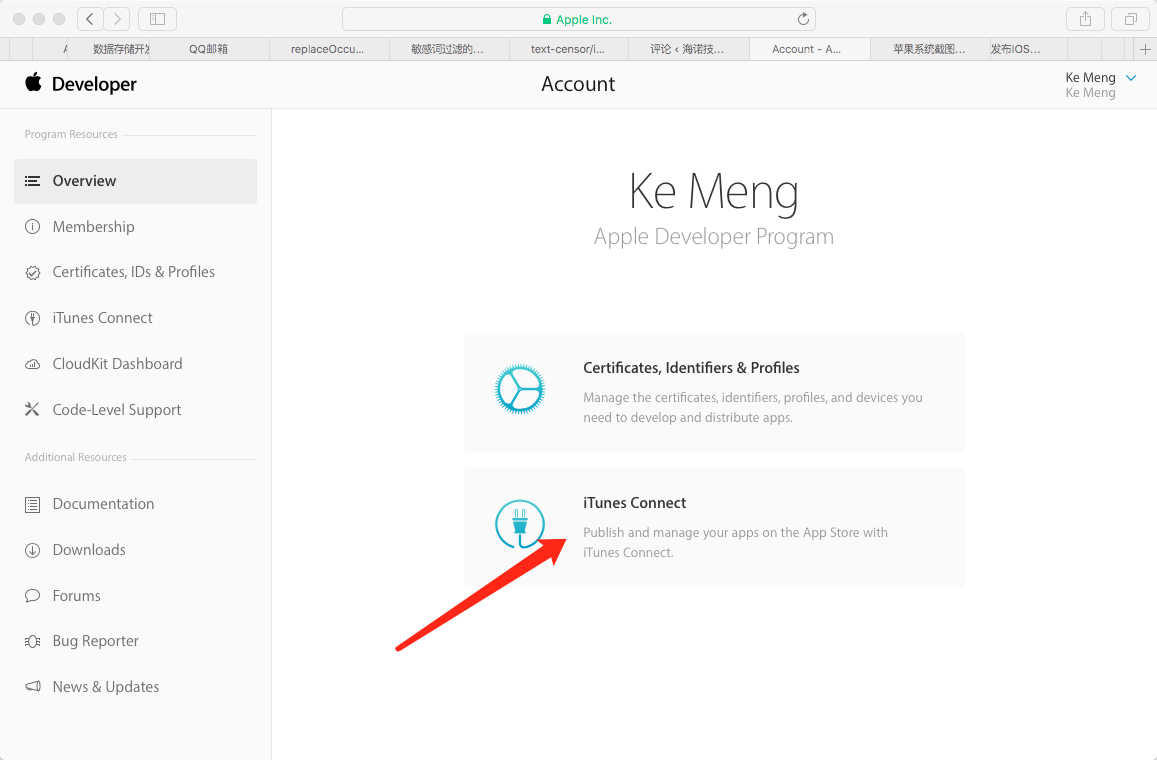 Apple Inc.
数据存储开发
QQ邮箱
replaceOccu...
敏感词过滤的...
text-censor/i...
评论 ‹ 海诺技...
Account - A...
苹果系统截图...
发布IOS...
Developer
Account
Ke Meng
Ke Meng
Program Resources
Overview
Membership
Certificates, IDs & Profiles
iTunes Connect
CloudKit Dashboard
Code-Level Support
Additional Resources
Documentation
Downloads
Forums
Bug Reporter
News & Updates
Ke Meng
Apple Developer Program
Certificates, Identifiers & Profiles
Manage the certificates, identifiers, profiles, and devices you
need to develop and distribute apps.
iTunes Connect
Publish and manage your apps on the App Store with
iTunes Connect.